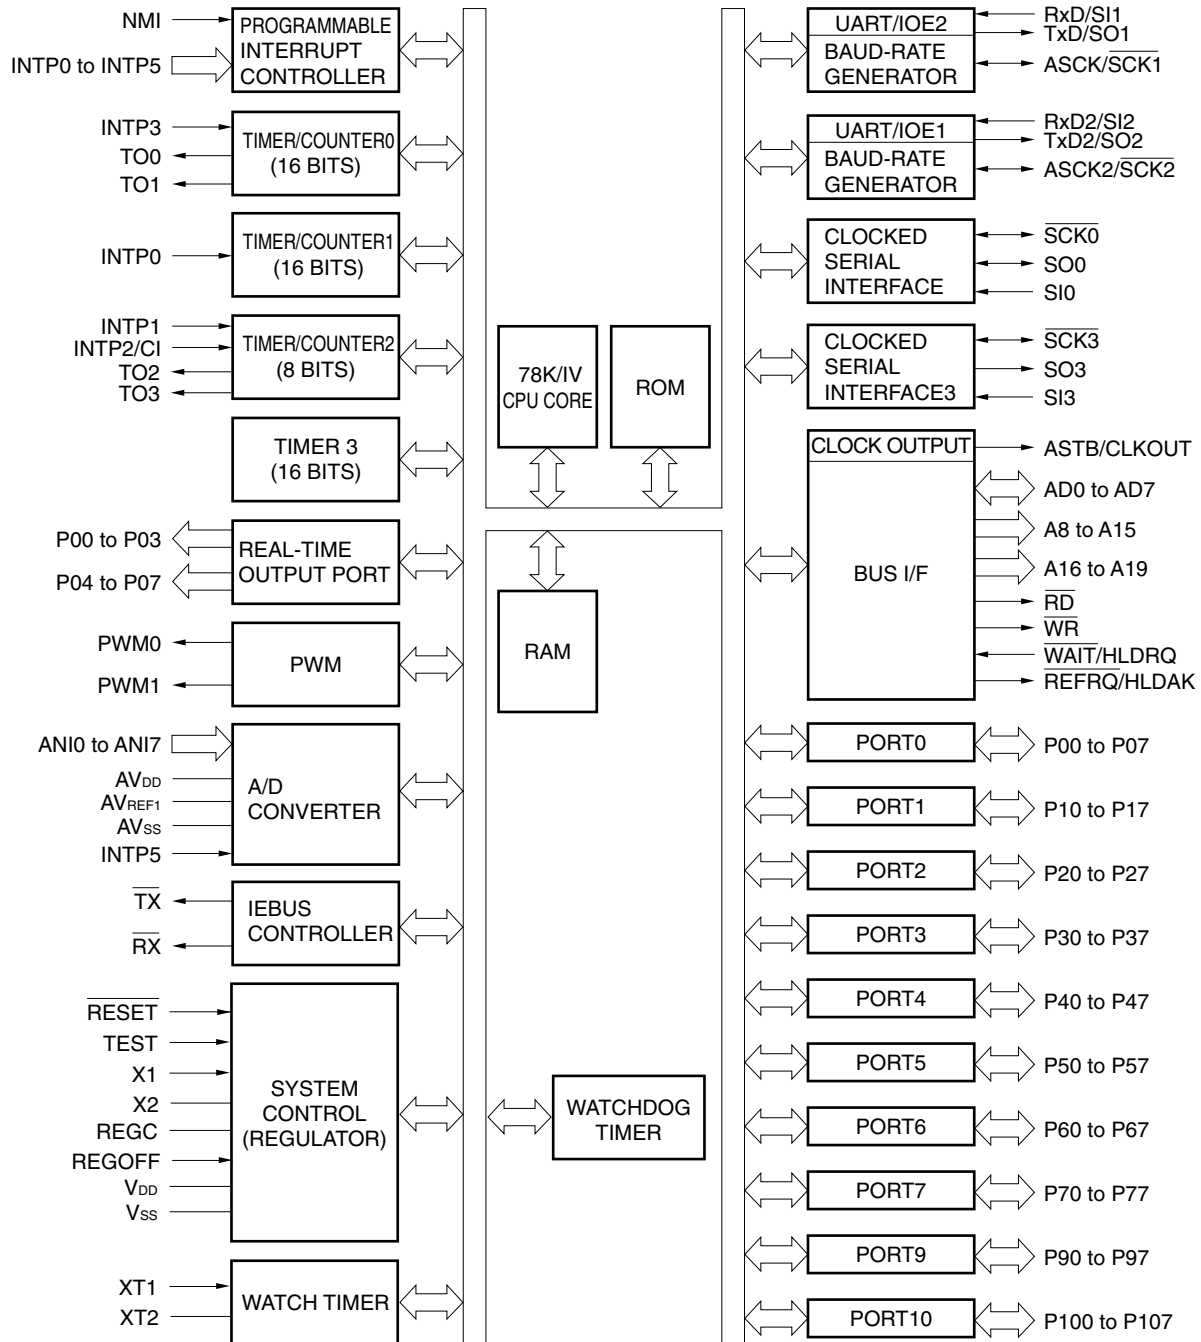 NMI
INTP0 to INTP5
PROGRAMMABLE
INTERRUPT
CONTROLLER
INTP3
TO0
TO1
TIMER/COUNTER0
(16 BITS)
INTP0
TIMER/COUNTER1
(16 BITS)
INTP1
INTP2/CI
TO2
TO3
TIMER/COUNTER2
(8 BITS)
TIMER 3
(16 BITS)
P00 to P03
P04 to P07
REAL-TIME
OUTPUT PORT
PWM0
PWM1
PWM
ANI0 to ANI7
AVDD
AVREF1
AVSS
INTP5
A/D
CONVERTER
TX
RX
IEBUS
CONTROLLER
RESET
TEST
X1
X2
REGC
REGOFF
VDD
VSS
SYSTEM
CONTROL
(REGULATOR)
XT1
XT2
WATCH TIMER
78K/IV
CPU CORE
ROM
RAM
WATCHDOG
TIMER
UART/IOE2
BAUD-RATE
GENERATOR
RxD/SI1
TxD/SO1
ASCK/SCK1
UART/IOE1
BAUD-RATE
GENERATOR
RxD2/SI2
TxD2/SO2
ASCK2/SCK2
CLOCKED
SERIAL
INTERFACE
SCK0
SO0
SI0
CLOCKED
SERIAL
INTERFACE3
SCK3
SO3
SI3
CLOCK OUTPUT
BUS I/F
ASTB/CLKOUT
AD0 to AD7
A8 to A15
A16 to A19
RD
WR
WAIT/HLDRQ
REFRQ/HLDAK
PORT0
P00 to P07
PORT1
P10 to P17
PORT2
P20 to P27
PORT3
P30 to P37
PORT4
P40 to P47
PORT5
P50 to P57
PORT6
P60 to P67
PORT7
P70 to P77
PORT9
P90 to P97
PORT10
P100 to P107